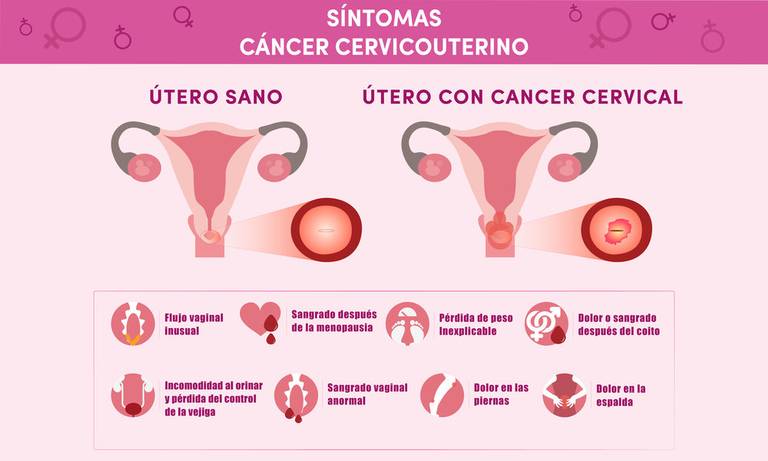 SÍNTOMAS
CÁNCER CERVICOUTERINO
ÚTERO SANO
ÚTERO CON CANCER CERVICAL
Flujo vaginal
inusual
Sangrado después
de la menopausia
Pérdida de peso
Inexplicable
Dolor o sangrado
después del coito
Incomodidad al orinar
y pérdida del control
de la vejiga
Sangrado vaginal
anormal
Dolor en las
piernas
Dolor en la
espalda